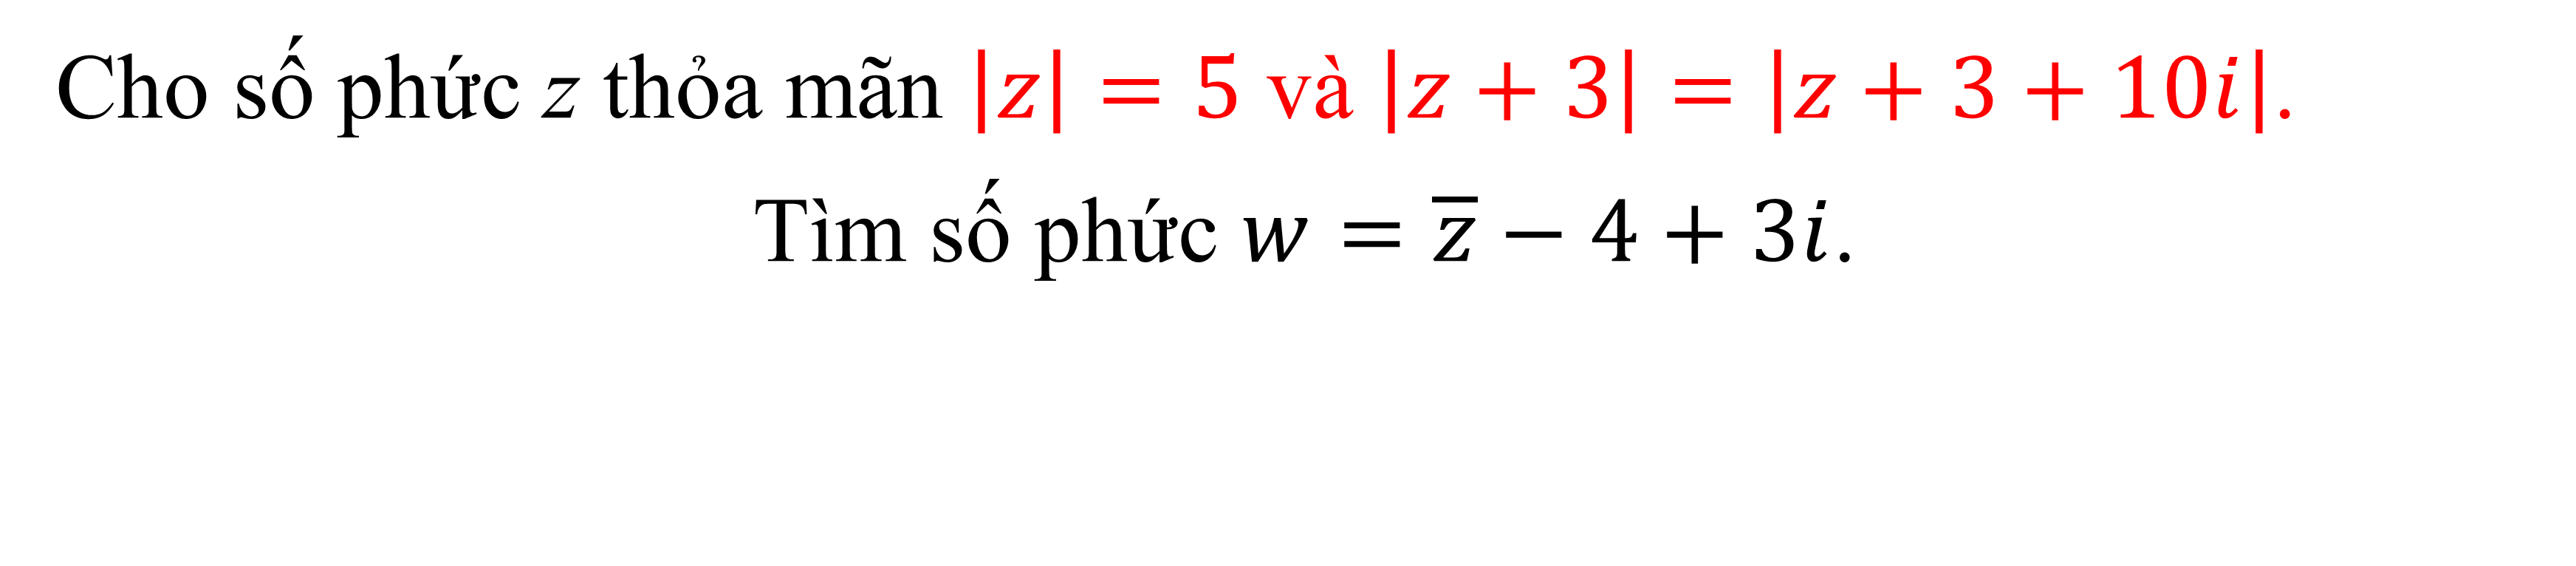 Cho số phức z thỏa mãn |z| = 5 và |z + 3| = |z + 3 + 10i|.
Tìm số phức w = z̅ − 4 + 3i.